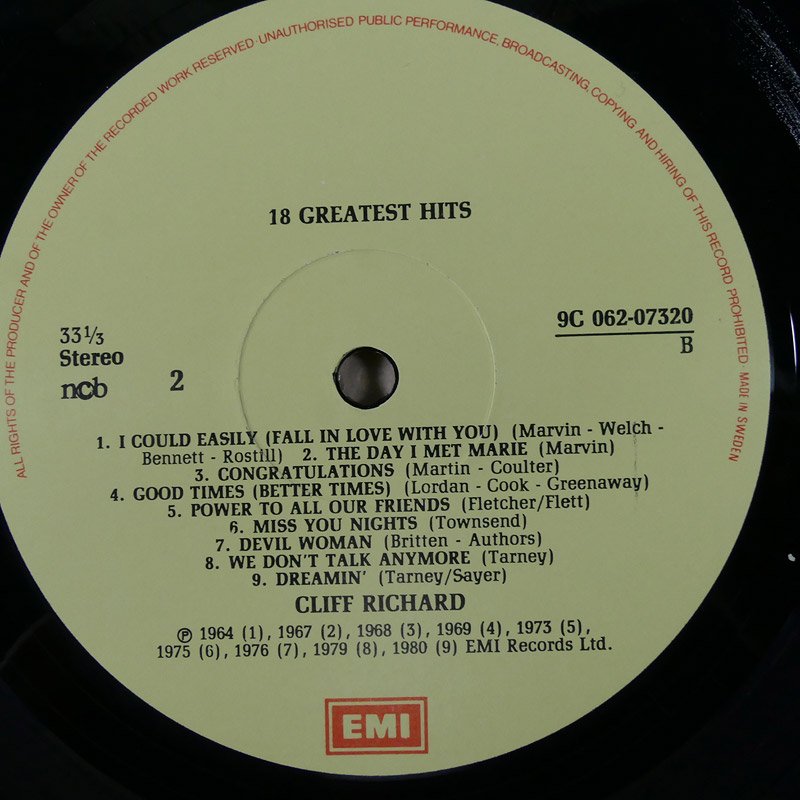 ALL RIGHTS OF THE PRODUCER AND OF THE OWNER OF THE RECORDED WORK RESERVED · UNAUTHORISED PUBLIC PERFORMANCE, BROADCASTING, COPYING AND HIRING OF THIS RECORD PROHIBITED · MADE IN SWEDEN
18 GREATEST HITS
33 1/3
Stereo
ncb
2
9C 062-07320
B
1. I COULD EASILY (FALL IN LOVE WITH YOU) (Marvin - Welch -
Bennett - Rostill) 2. THE DAY I MET MARIE (Marvin)
3. CONGRATULATIONS (Martin - Coulter)
4. GOOD TIMES (BETTER TIMES) (Lordan - Cook - Greenaway)
5. POWER TO ALL OUR FRIENDS (Fletcher/Flett)
6. MISS YOU NIGHTS (Townsend)
7. DEVIL WOMAN (Britten - Authors)
8. WE DON'T TALK ANYMORE (Tarney)
9. DREAMIN' (Tarney/Sayer)
CLIFF RICHARD
℗ 1964 (1), 1967 (2), 1968 (3), 1969 (4), 1973 (5),
1975 (6), 1976 (7), 1979 (8), 1980 (9) EMI Records Ltd.
EMI